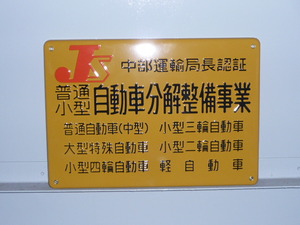 JS 中部運輸局長認証
普通
小型 自動車分解整備事業
普通自動車(中型) 小型三輪自動車
大型特殊自動車 小型二輪自動車
小型四輪自動車 軽自動車